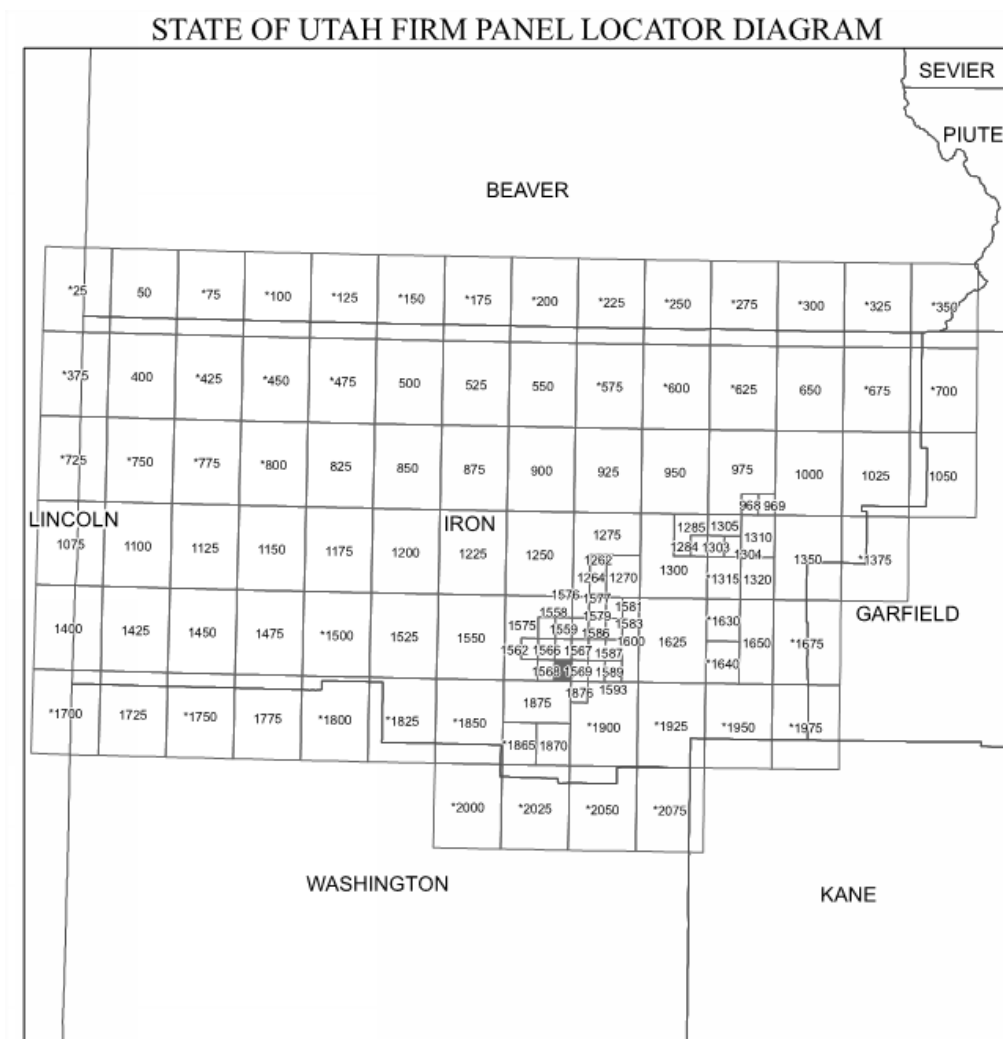 STATE OF UTAH FIRM PANEL LOCATOR DIAGRAM
SEVIER
PIUTE
BEAVER
*25 50 *75 *100 *125 *150 *175 *200 *225 *250 *275 *300 *325 *350
*375 400 *425 *450 *475 500 525 550 *575 *600 *625 650 *675 *700
*725 *750 *775 *800 825 850 875 900 925 950 975 1000 1025 1050
968 969
LINCOLN IRON 1285 1305
1275 1310
1075 1100 1125 1150 1175 1200 1225 1250 1284 1303 1304 1350 *1375
1262
1264 1270 1300 *1315 1320
1576 1577 1581
1558 1579 GARFIELD
1400 1425 1450 1475 *1500 1525 1550 1575 1559 1586 1583 1600 1625 *1630 1650 *1675
1562 1566 1567 1587
1568 1569 1589 *1640
1593
1876
*1700 1725 *1750 1775 *1800 *1825 *1850 1875 *1900 *1925 *1950 *1975
*1865 1870
*2000 *2025 *2050 *2075
WASHINGTON
KANE